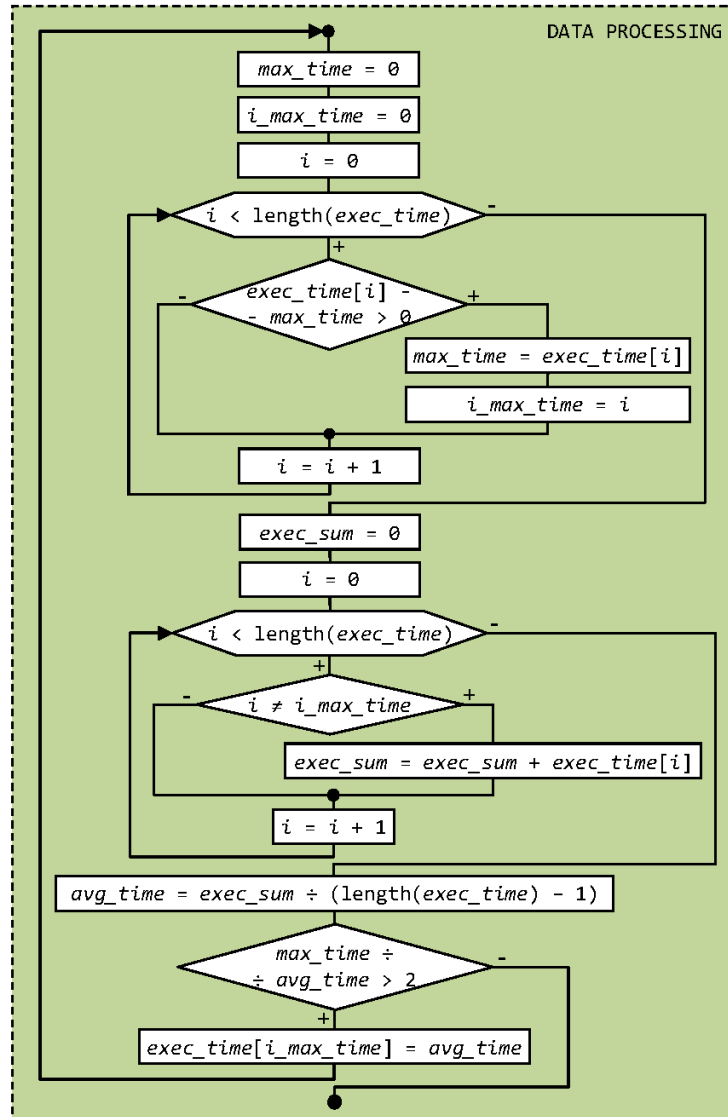 DATA PROCESSING
max_time = 0
i_max_time = 0
i = 0
i < length(exec_time)
-
+
exec_time[i] -
- max_time > 0
-
+
max_time = exec_time[i]
i_max_time = i
i = i + 1
exec_sum = 0
i = 0
i < length(exec_time)
-
+
i ≠ i_max_time
-
+
exec_sum = exec_sum + exec_time[i]
i = i + 1
avg_time = exec_sum ÷ (length(exec_time) - 1)
max_time ÷
÷ avg_time > 2
-
+
exec_time[i_max_time] = avg_time